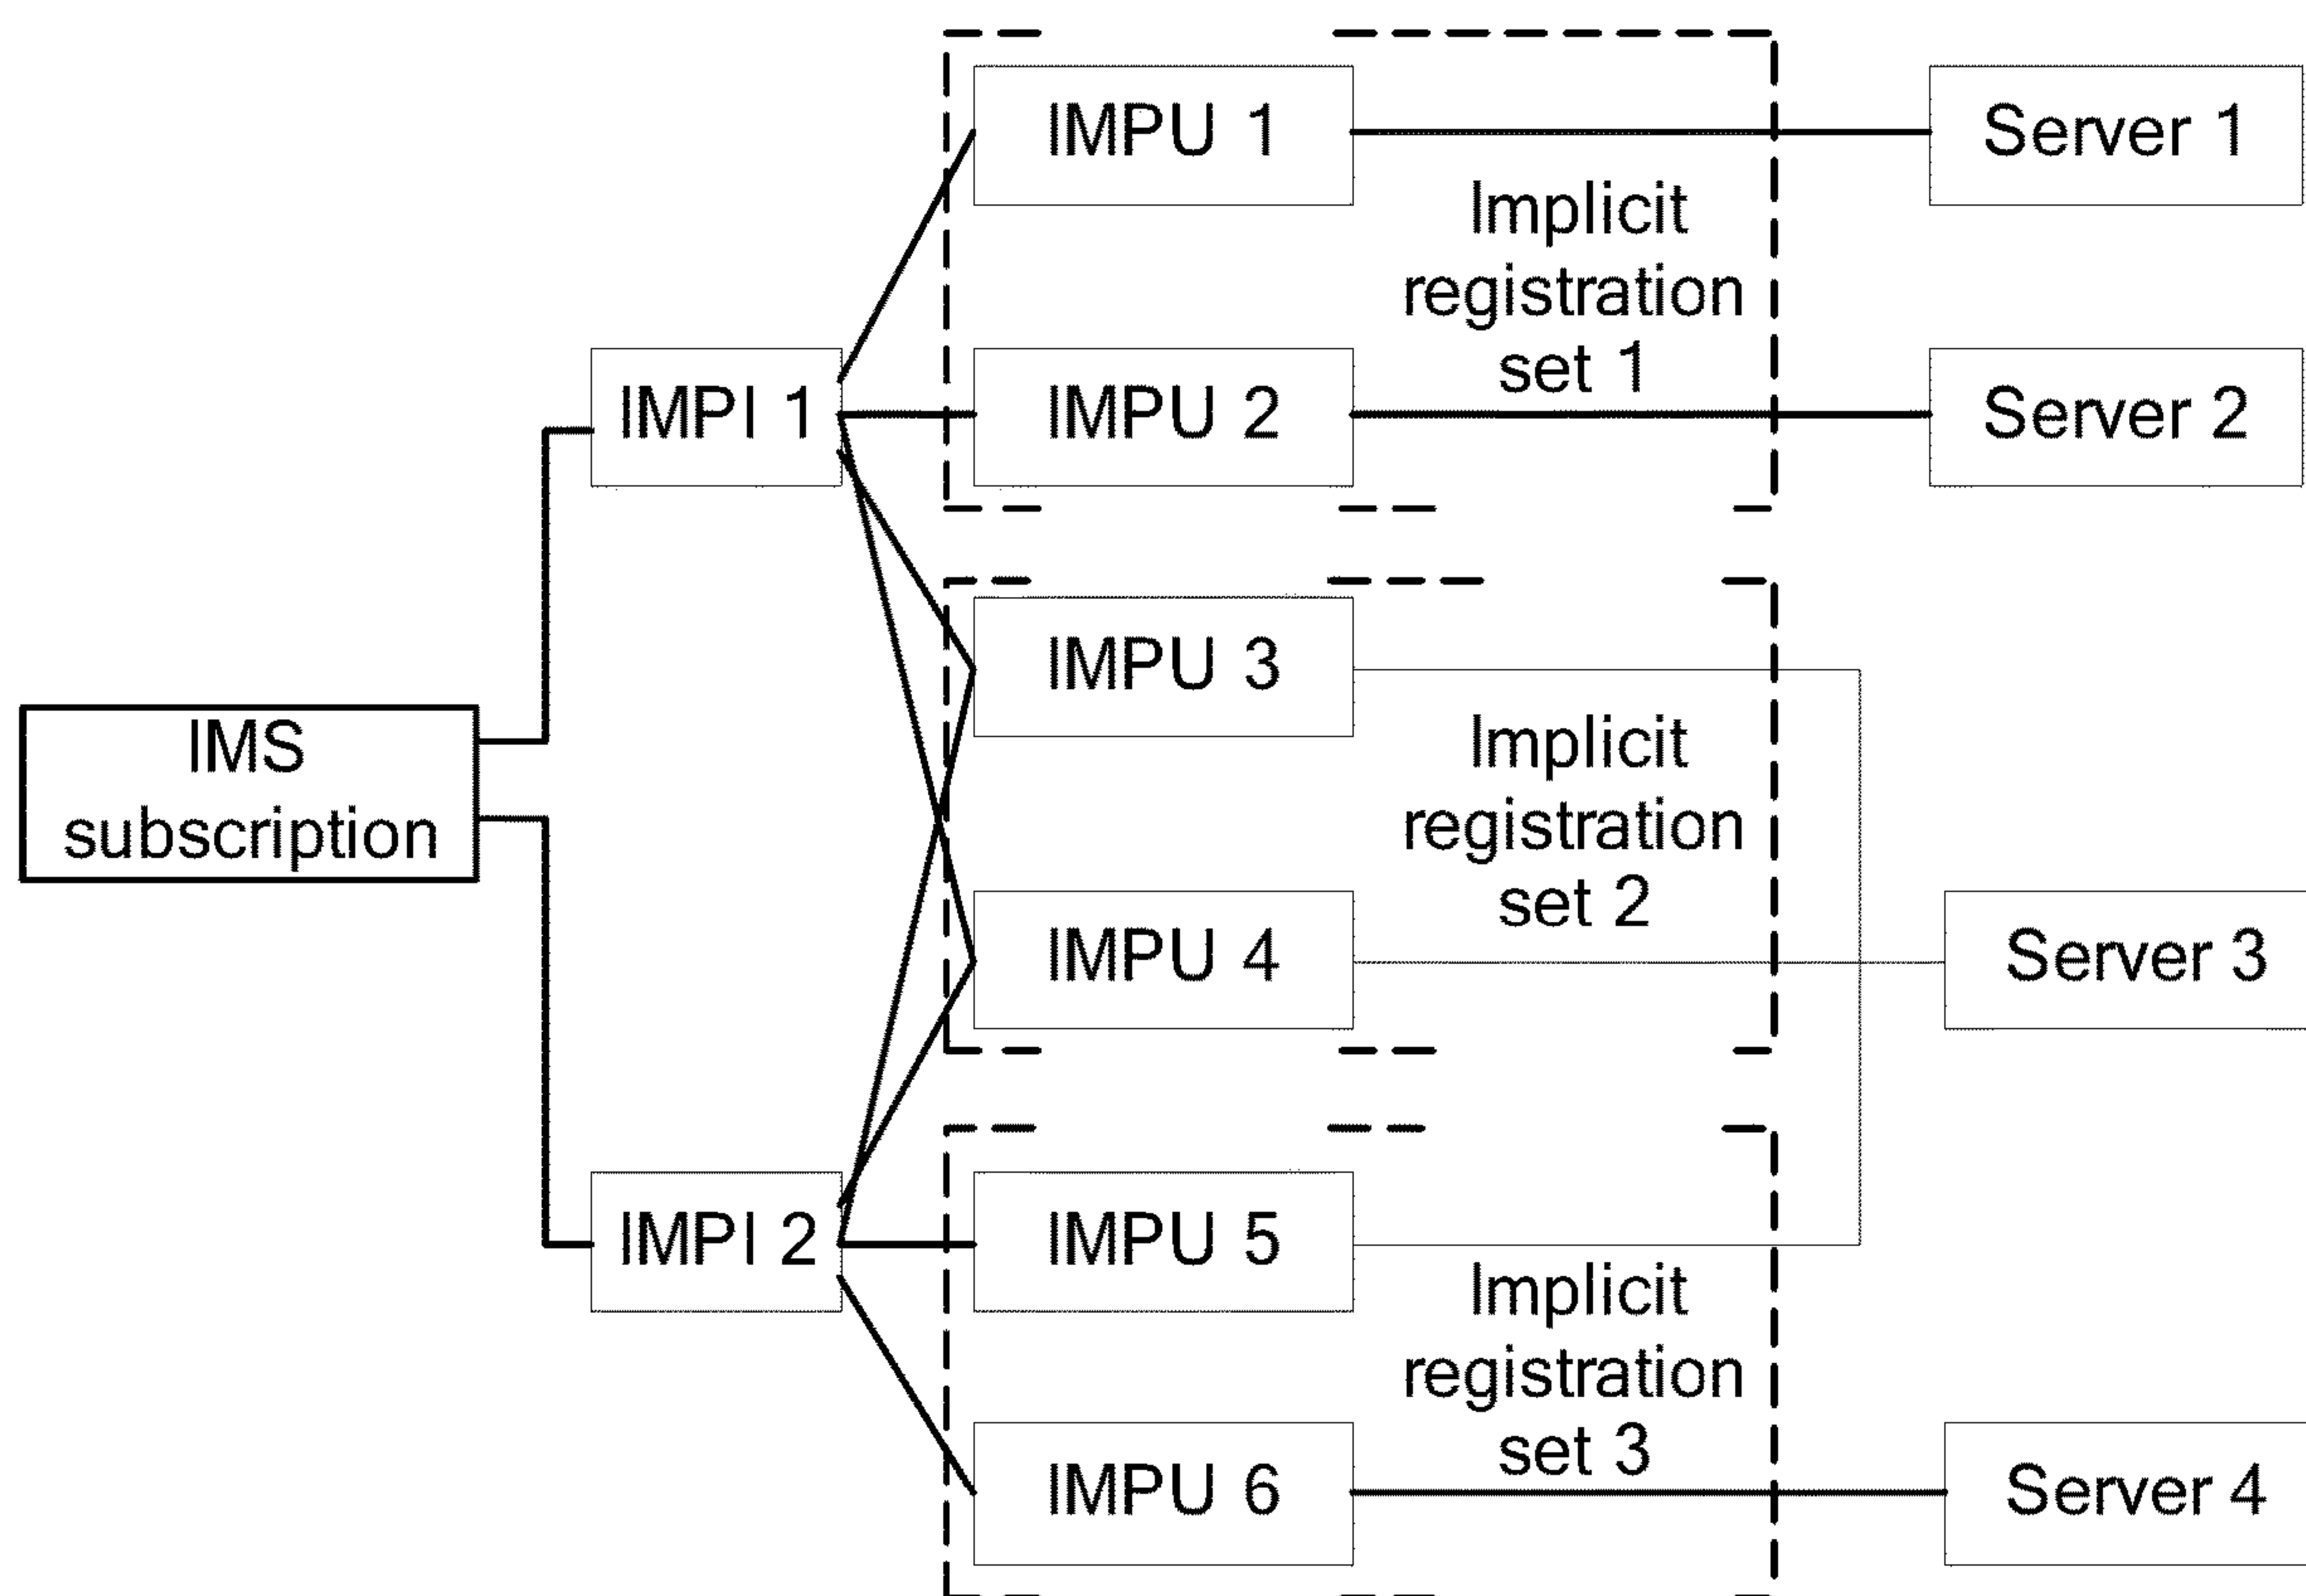 IMPU 1
Server 1
Implicit
registration
set 1
IMPI 1
IMPU 2
Server 2
IMPU 3
IMS
subscription
Implicit
registration
set 2
IMPU 4
Server 3
IMPI 2
IMPU 5
Implicit
registration
set 3
IMPU 6
Server 4